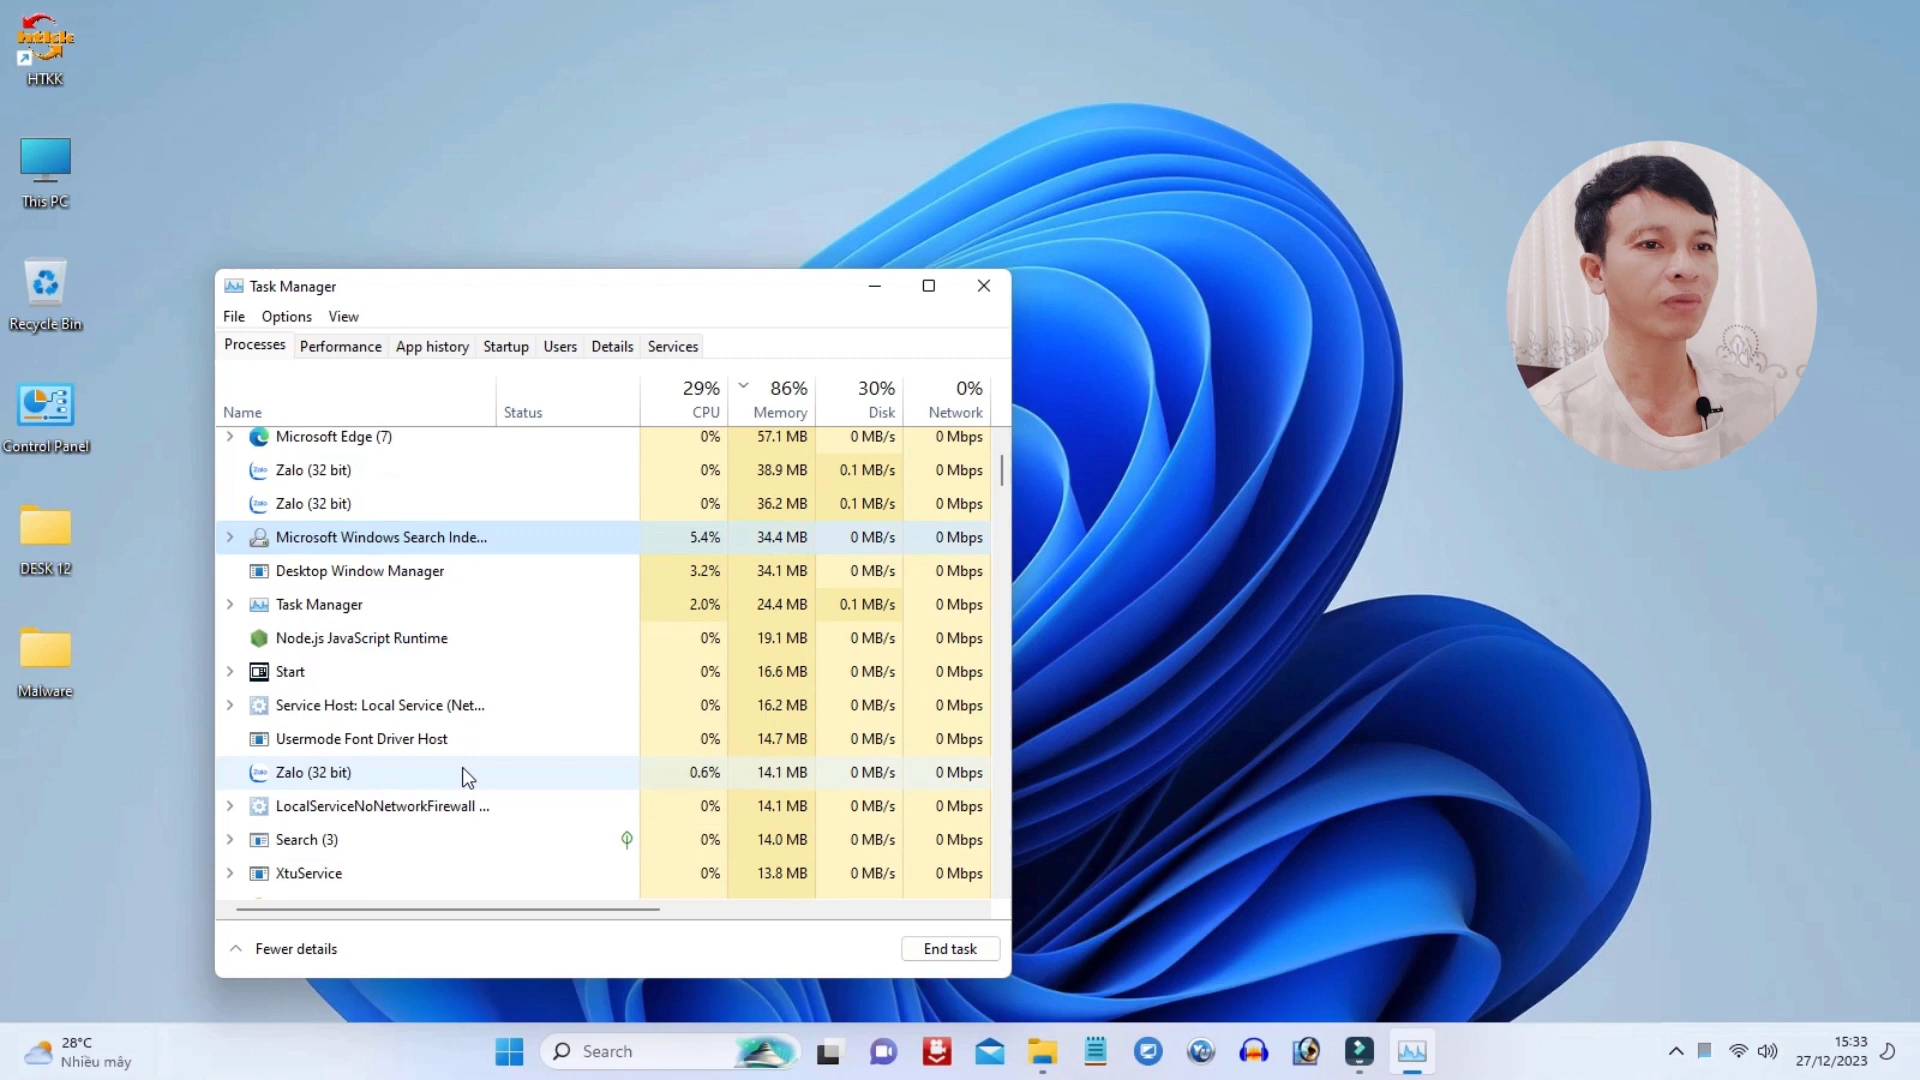 HTKK
This PC
Recycle Bin
Control Panel
DESK 12
Malware
Task Manager
File Options View
Processes Performance App history Startup Users Details Services
29% 86% 30% 0%
Name Status CPU Memory Disk Network
Microsoft Edge (7) 0% 57.1 MB 0 MB/s 0 Mbps
Zalo (32 bit) 0% 38.9 MB 0.1 MB/s 0 Mbps
Zalo (32 bit) 0% 36.2 MB 0.1 MB/s 0 Mbps
Microsoft Windows Search Inde... 5.4% 34.4 MB 0 MB/s 0 Mbps
Desktop Window Manager 3.2% 34.1 MB 0 MB/s 0 Mbps
Task Manager 2.0% 24.4 MB 0.1 MB/s 0 Mbps
Node.js JavaScript Runtime 0% 19.1 MB 0 MB/s 0 Mbps
Start 0% 16.6 MB 0 MB/s 0 Mbps
Service Host: Local Service (Net... 0% 16.2 MB 0 MB/s 0 Mbps
Usermode Font Driver Host 0% 14.7 MB 0 MB/s 0 Mbps
Zalo (32 bit) 0.6% 14.1 MB 0 MB/s 0 Mbps
LocalServiceNoNetworkFirewall ... 0% 14.1 MB 0 MB/s 0 Mbps
Search (3) 0% 14.0 MB 0 MB/s 0 Mbps
XtuService 0% 13.8 MB 0 MB/s 0 Mbps
Fewer details End task
28°C
Nhiều mây
Search
15:33
27/12/2023